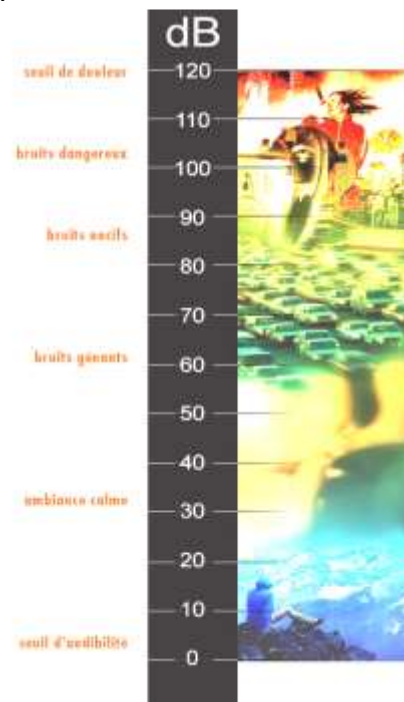 dB
seuil de douleur
120
110
bruits dangereux
100
90
bruits nocifs
80
70
bruits gênants
60
50
40
ambiance calme
30
20
10
seuil d'audibilité
0